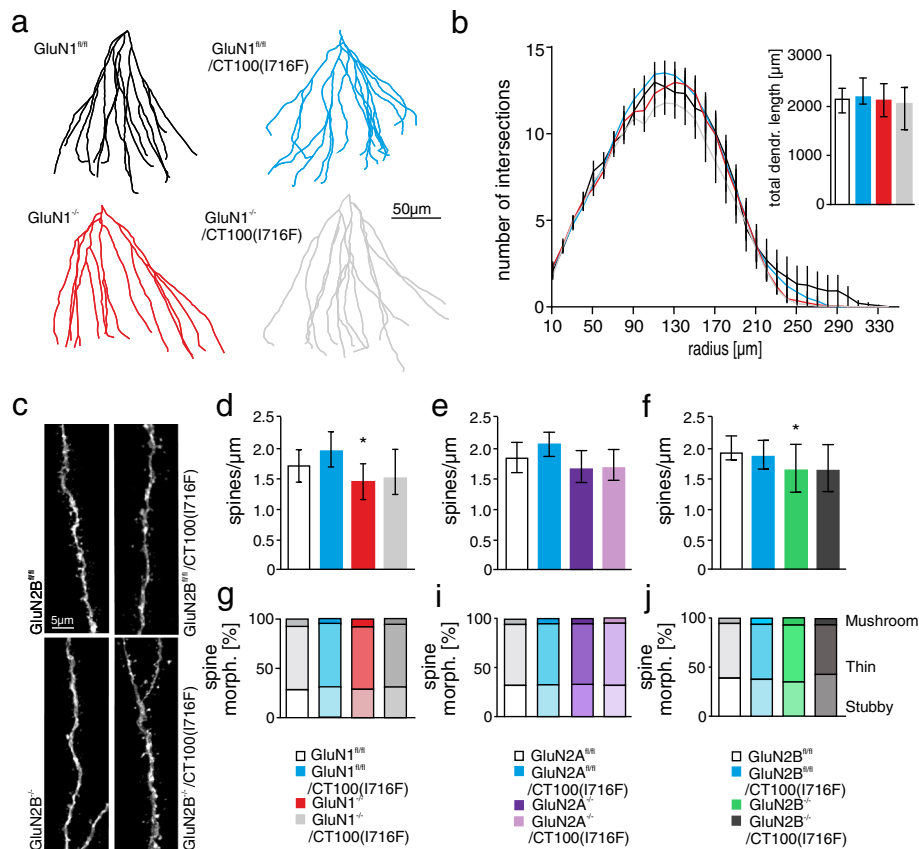 a
GluN1fl/fl
GluN1fl/fl
/CT100(I716F)
GluN1-/-
GluN1-/-
/CT100(I716F)
50µm
b
number of intersections
15
10
5
0
10
50
90
130
170
210
250
290
330
radius [µm]
total dendr. length [µm]
3000
2000
1000
0
c
GluN2Bfl/fl
GluN2Bfl/fl/CT100(I716F)
5µm
GluN2B-/-
GluN2B-/-/CT100(I716F)
d
spines/µm
2.5
2.0
1.5
1.0
0.5
0
*
e
spines/µm
2.5
2.0
1.5
1.0
0.5
0
f
spines/µm
2.5
2.0
1.5
1.0
0.5
0
*
g
spine
morph. [%]
100
50
0
i
spine
morph. [%]
100
50
0
j
spine
morph. [%]
100
50
0
Mushroom
Thin
Stubby
GluN1fl/fl
GluN1fl/fl
/CT100(I716F)
GluN1-/-
GluN1-/-
/CT100(I716F)
GluN2Afl/fl
GluN2Afl/fl
/CT100(I716F)
GluN2A-/-
GluN2A-/-
/CT100(I716F)
GluN2Bfl/fl
GluN2Bfl/fl
/CT100(I716F)
GluN2B-/-
GluN2B-/-
/CT100(I716F)